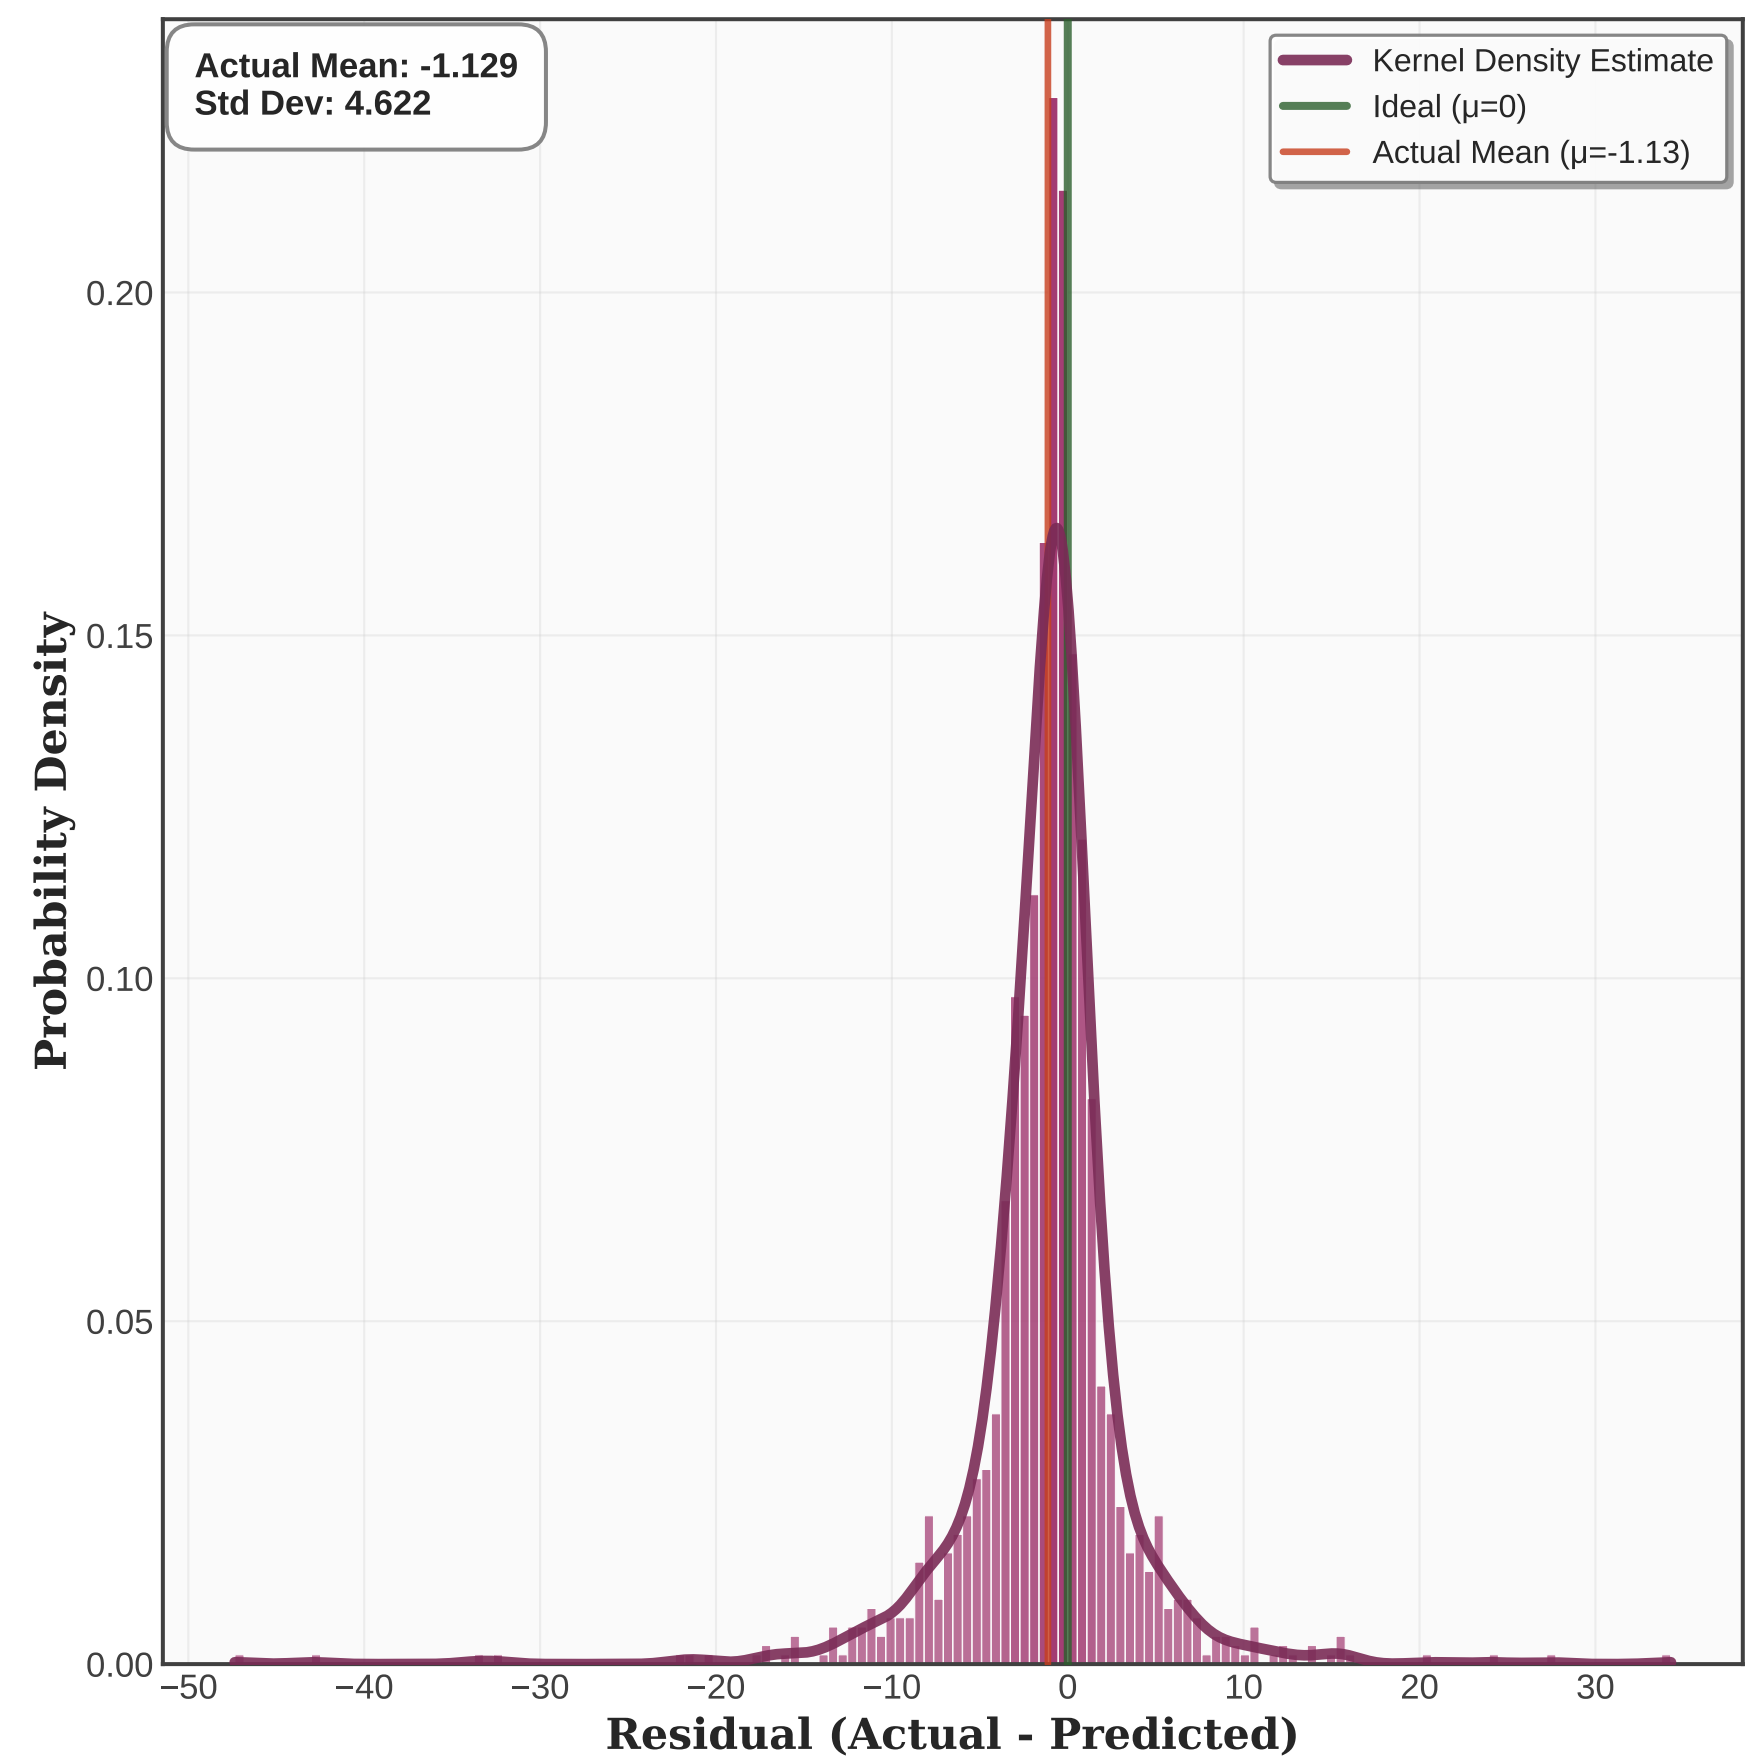 Actual Mean: -1.129
Std Dev: 4.622
Kernel Density Estimate
Ideal (μ=0)
Actual Mean (μ=-1.13)
Probability Density
0.20
0.15
0.10
0.05
0.00
−50 −40 −30 −20 −10 0 10 20 30
Residual (Actual - Predicted)